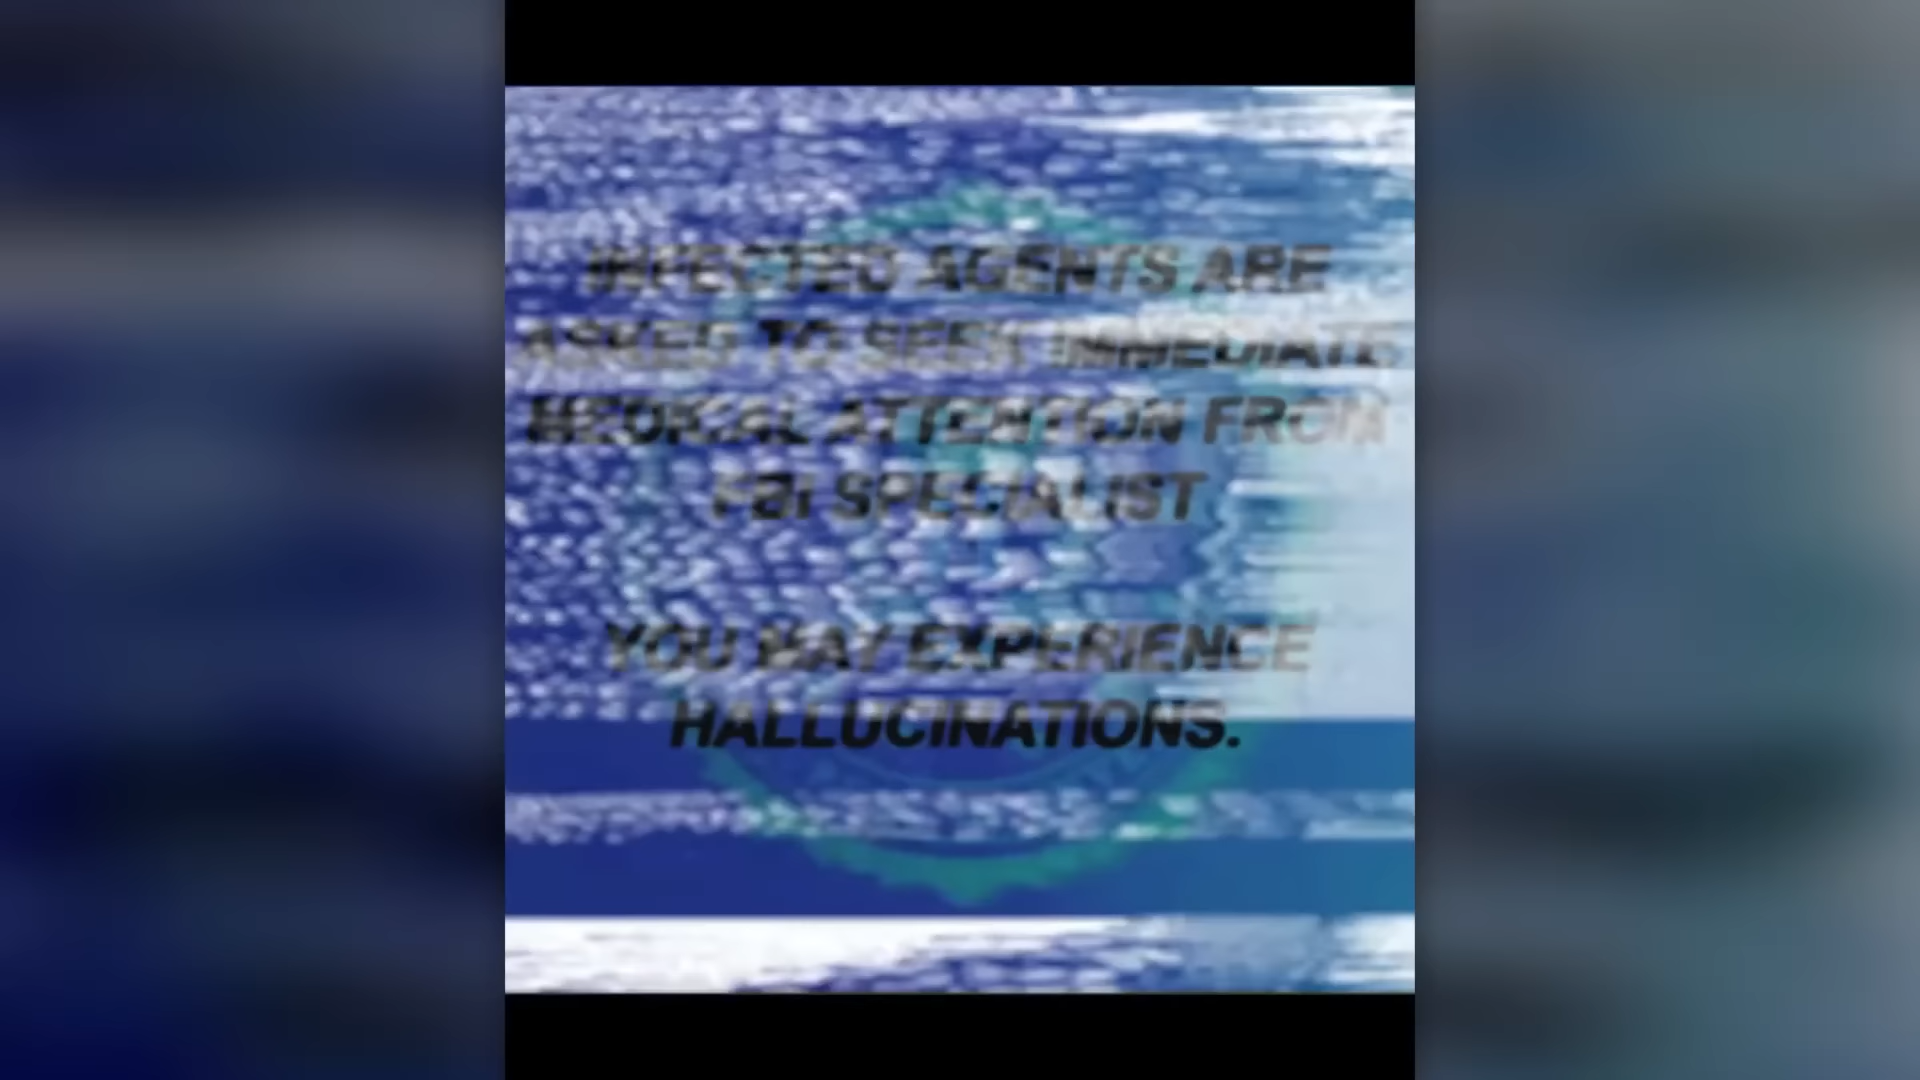 INFECTED AGENTS ARE
ASKED TO SEEK IMMEDIATE
MEDICAL ATTENTION FROM
FBI SPECIALIST
YOU MAY EXPERIENCE
HALLUCINATIONS.